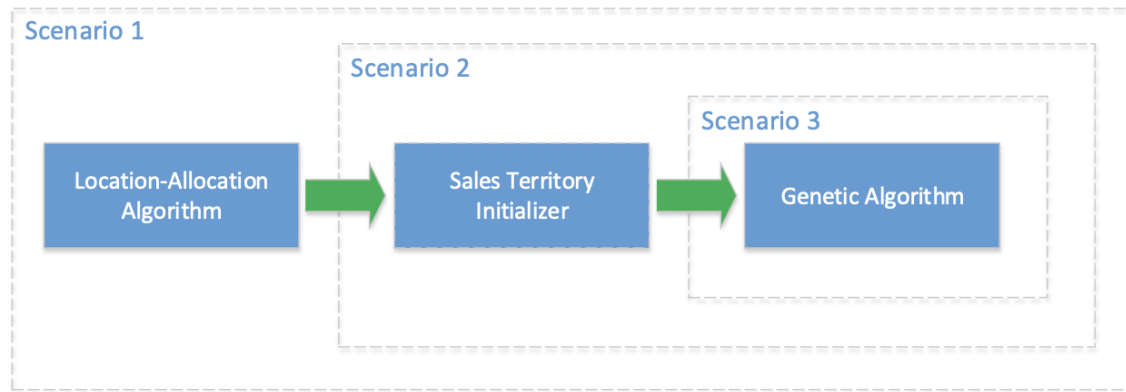 Scenario 1
Scenario 2
Scenario 3
Location-Allocation
Algorithm
Sales Territory
Initializer
Genetic Algorithm